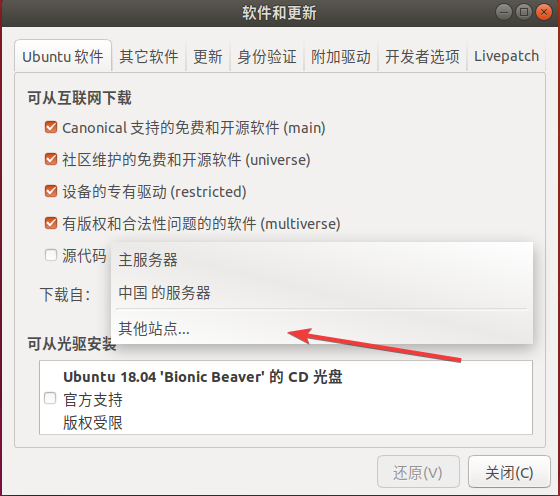 软件和更新
Ubuntu 软件 其它软件 更新 身份验证 附加驱动 开发者选项 Livepatch
可从互联网下载
Canonical 支持的免费和开源软件 (main)
社区维护的免费和开源软件 (universe)
设备的专有驱动 (restricted)
有版权和合法性问题的的软件 (multiverse)
源代码
主服务器
下载自：
中国 的服务器
其他站点...
可从光驱安装
Ubuntu 18.04 'Bionic Beaver' 的 CD 光盘
官方支持
版权受限
还原(V) 关闭(C)